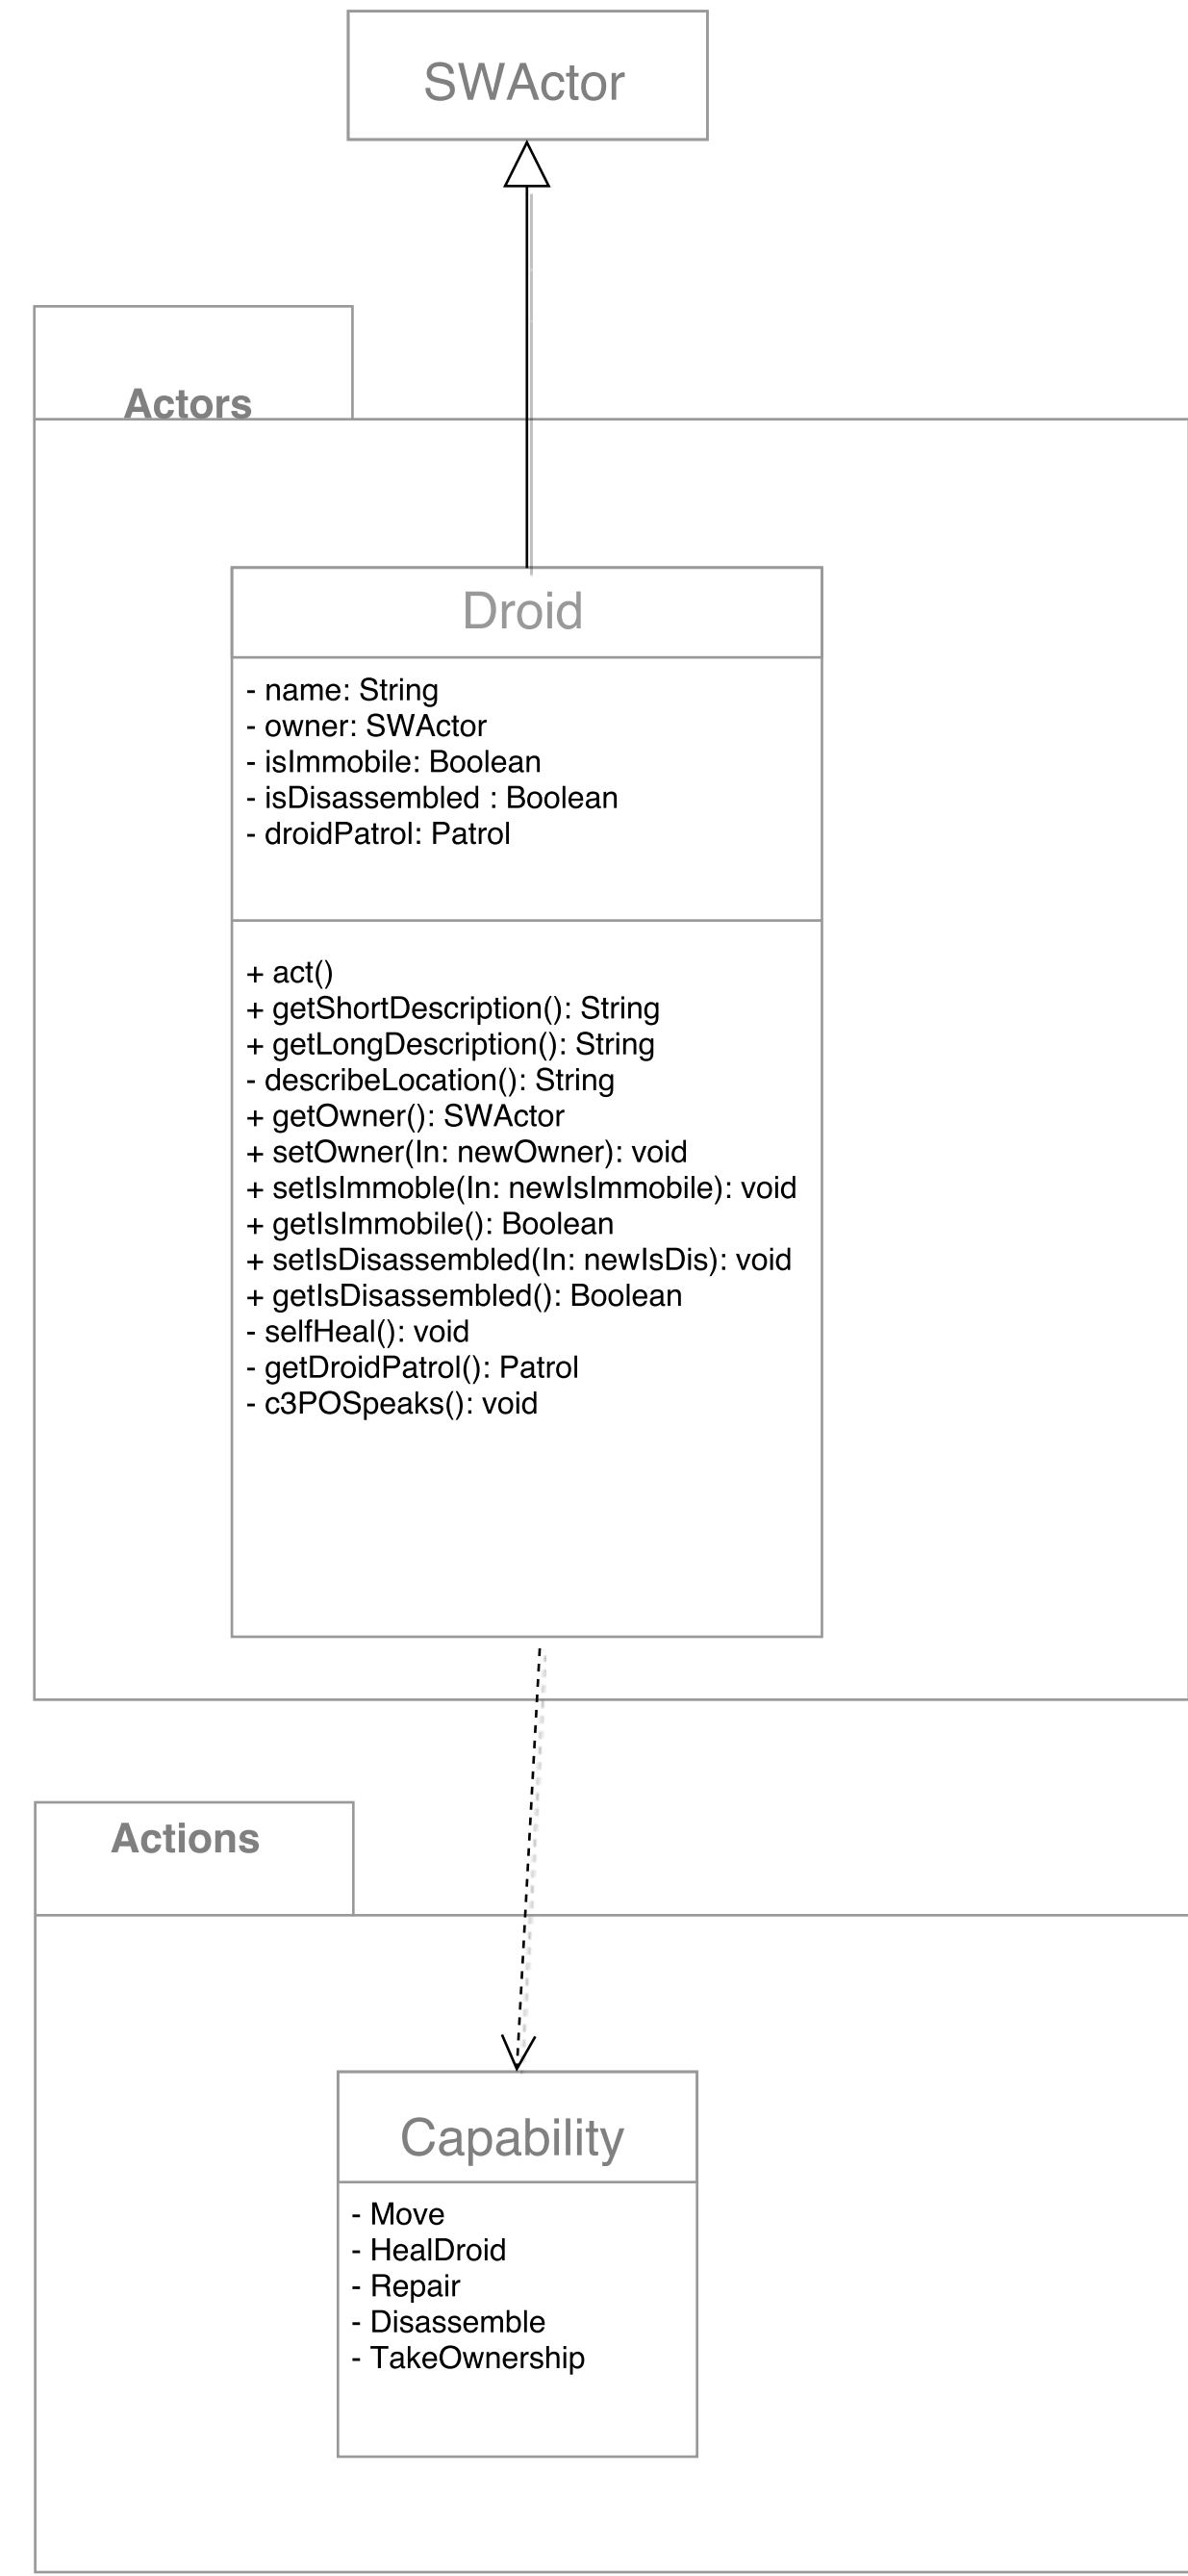 SWActor
Actors
Droid
- name: String
- owner: SWActor
- isImmobile: Boolean
- isDisassembled : Boolean
- droidPatrol: Patrol
+ act()
+ getShortDescription(): String
+ getLongDescription(): String
- describeLocation(): String
+ getOwner(): SWActor
+ setOwner(In: newOwner): void
+ setIsImmoble(In: newIsImmobile): void
+ getIsImmobile(): Boolean
+ setIsDisassembled(In: newIsDis): void
+ getIsDisassembled(): Boolean
- selfHeal(): void
- getDroidPatrol(): Patrol
- c3POSpeaks(): void
Actions
Capability
- Move
- HealDroid
- Repair
- Disassemble
- TakeOwnership